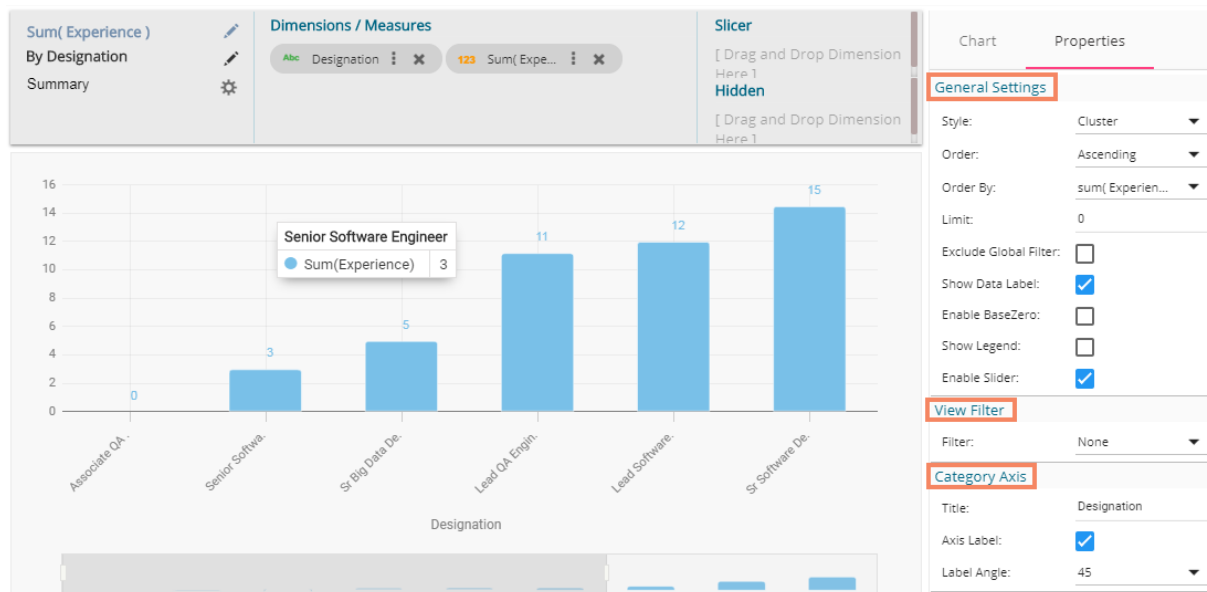 Sum( Experience )
By Designation
Summary
Dimensions / Measures
Abc Designation
123 Sum( Expe...
Slicer
[ Drag and Drop Dimension
Here ]
Hidden
[ Drag and Drop Dimension
Here ]
Chart Properties
General Settings
Style: Cluster
Order: Ascending
Order By: sum( Experien...
Limit: 0
Exclude Global Filter:
Show Data Label:
Enable BaseZero:
Show Legend:
Enable Slider:
View Filter
Filter: None
Category Axis
Title: Designation
Axis Label:
Label Angle: 45
16
14
12
10
8
6
4
2
0
0
3
5
11
12
15
Senior Software Engineer
Sum(Experience) 3
Associate QA .
Senior Softwa.
Sr Big Data De.
Lead QA Engin.
Lead Software.
Sr Software De.
Designation